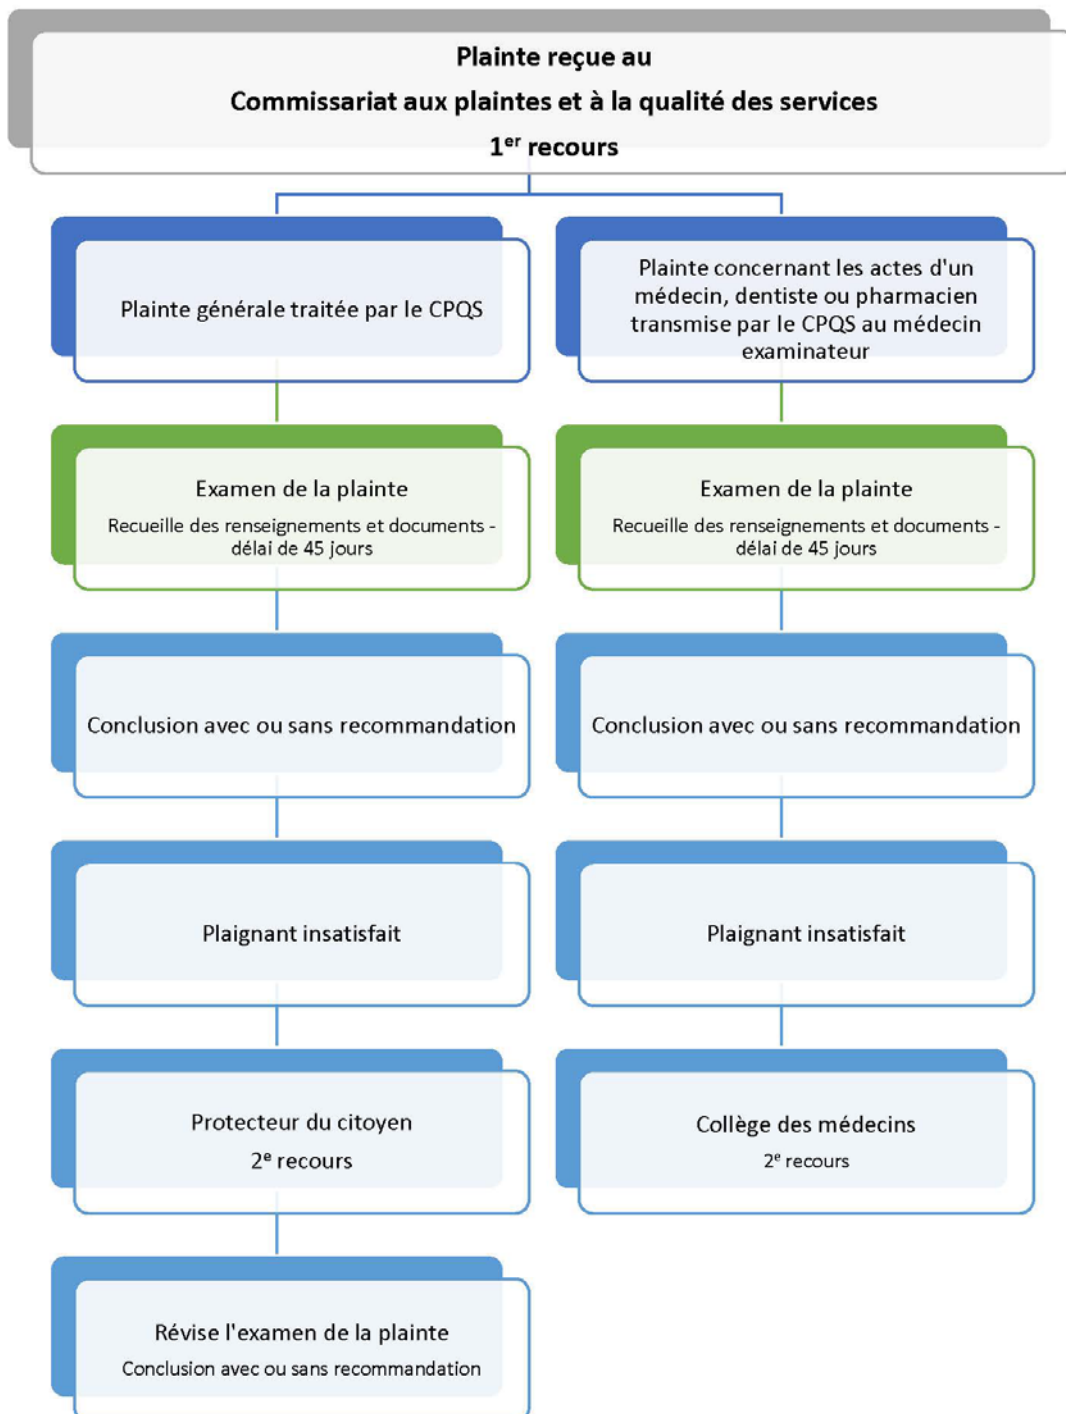 Plainte reçue au
Commissariat aux plaintes et à la qualité des services
1er recours
Plainte générale traitée par le CPQS
Plainte concernant les actes d'un
médecin, dentiste ou pharmacien
transmise par le CPQS au médecin
examinateur
Examen de la plainte
Recueille des renseignements et documents -
délai de 45 jours
Examen de la plainte
Recueille des renseignements et documents -
délai de 45 jours
Conclusion avec ou sans recommandation
Conclusion avec ou sans recommandation
Plaignant insatisfait
Plaignant insatisfait
Protecteur du citoyen
2e recours
Collège des médecins
2e recours
Révise l'examen de la plainte
Conclusion avec ou sans recommandation